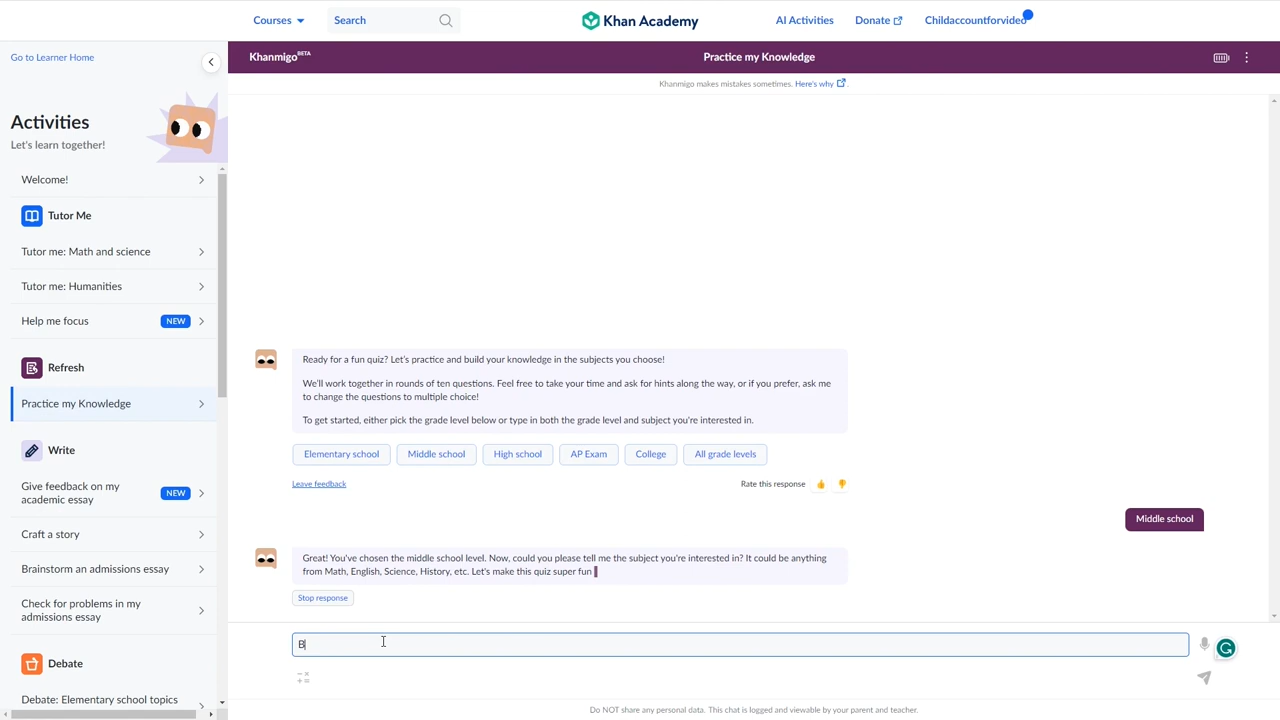 Courses
Search
Khan Academy
AI Activities
Donate
Childaccountforvideo
Go to Learner Home
Khanmigo BETA
Practice my Knowledge
Khanmigo makes mistakes sometimes. Here's why
Activities
Let's learn together!
Welcome!
Tutor Me
Tutor me: Math and science
Tutor me: Humanities
Help me focus
NEW
Refresh
Practice my Knowledge
Write
Give feedback on my
academic essay
NEW
Craft a story
Brainstorm an admissions essay
Check for problems in my
admissions essay
Debate
Debate: Elementary school topics
Ready for a fun quiz? Let's practice and build your knowledge in the subjects you choose!
We'll work together in rounds of ten questions. Feel free to take your time and ask for hints along the way, or if you prefer, ask me
to change the questions to multiple choice!
To get started, either pick the grade level below or type in both the grade level and subject you're interested in.
Elementary school
Middle school
High school
AP Exam
College
All grade levels
Leave feedback
Rate this response
Middle school
Great! You've chosen the middle school level. Now, could you please tell me the subject you're interested in? It could be anything
from Math, English, Science, History, etc. Let's make this quiz super fun
Stop response
B
Do NOT share any personal data. This chat is logged and viewable by your parent and teacher.